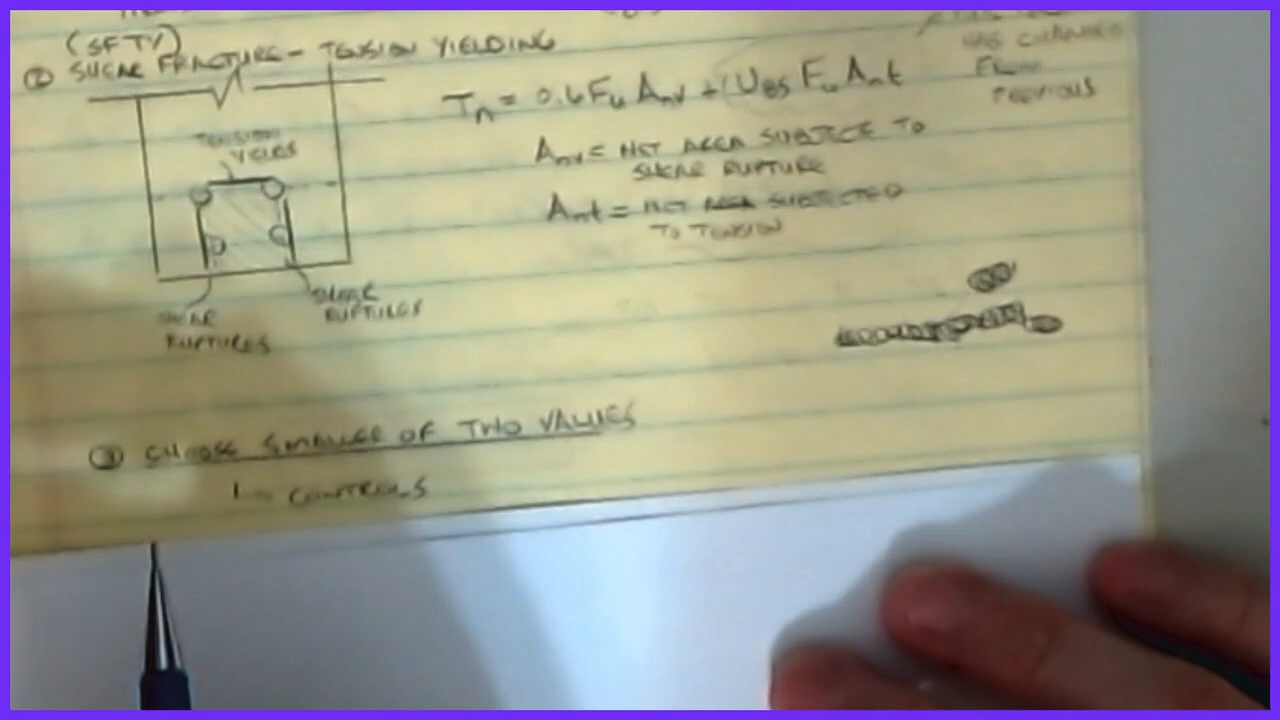 (SFTY)
② SHEAR FRACTURE - TENSION YIELDING
Tn = 0.6 Fu Anv + (Ubs Fu Ant
WAS CHANGED
FROM
PREVIOUS
TENSION
YIELDS
Anv = NET AREA SUBJECT TO
SHEAR RUPTURE
Ant = NET AREA SUBJECTED
TO TENSION
SHEAR
RUPTURES
SHEAR
RUPTURES
③ CHOOSE SMALLER OF TWO VALUES
CONTROLS